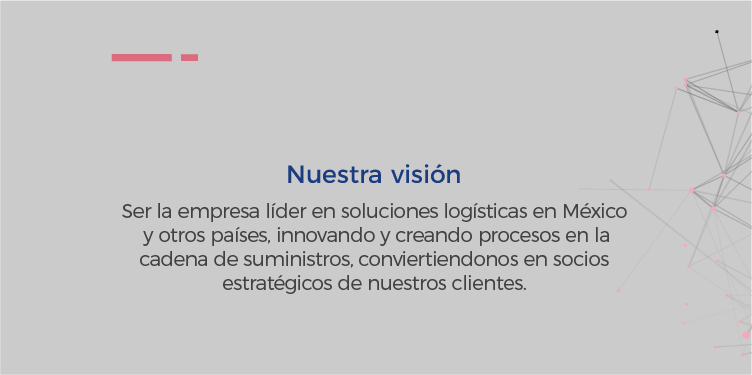 Nuestra visión
Ser la empresa líder en soluciones logísticas en México
y otros países, innovando y creando procesos en la
cadena de suministros, conviertiendonos en socios
estratégicos de nuestros clientes.